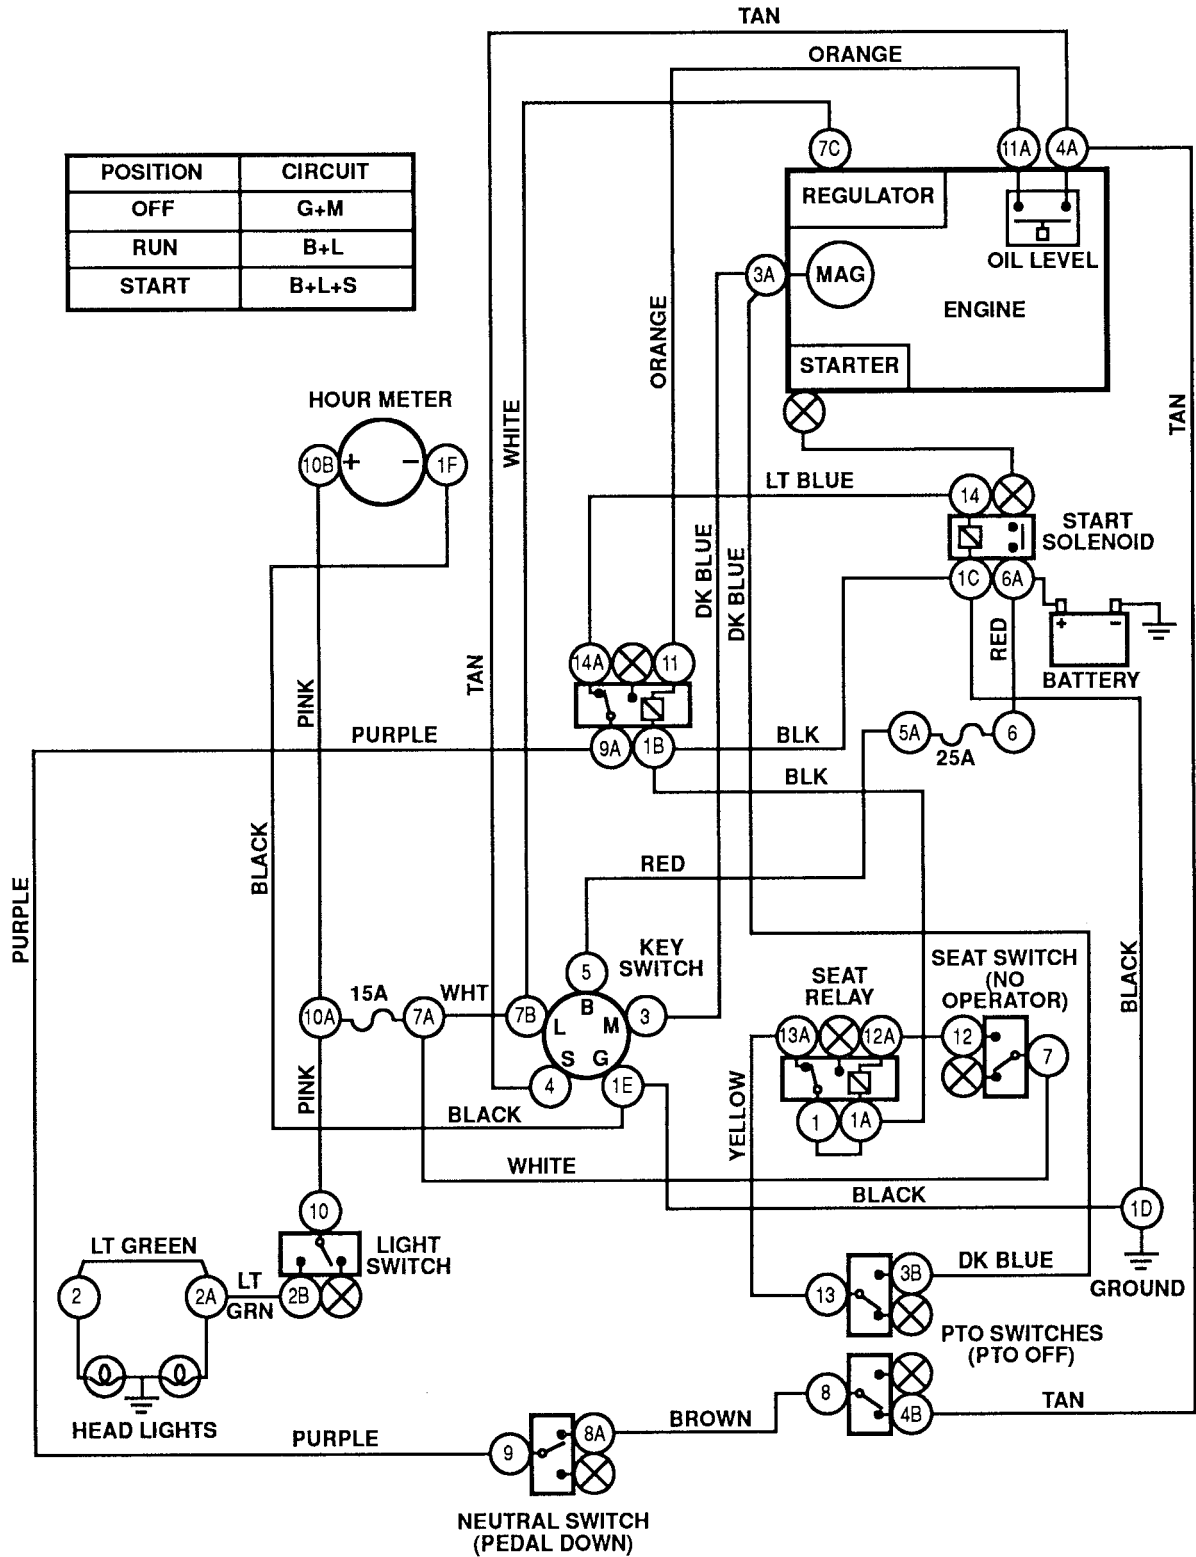 TAN
ORANGE
7C
11A
4A
POSITION CIRCUIT
OFF G+M
RUN B+L
START B+L+S
REGULATOR
OIL LEVEL
3A
MAG
ENGINE
STARTER
ORANGE
WHITE
TAN
HOUR METER
10B
+
−
1F
LT BLUE
14
START
SOLENOID
DK BLUE
DK BLUE
1C
6A
RED
+
−
BATTERY
TAN
PINK
14A
11
PURPLE
9A
1B
BLK
5A
25A
6
BLK
BLACK
RED
PURPLE
KEY
SWITCH
5
B
L
M
S
G
SEAT
RELAY
SEAT SWITCH
(NO
OPERATOR)
BLACK
10A
15A
7A
WHT
7B
3
13A
12A
12
7
PINK
4
1E
BLACK
YELLOW
1
1A
WHITE
BLACK
1D
GROUND
10
LIGHT
SWITCH
LT GREEN
2
2A
LT
GRN
2B
HEAD LIGHTS
13
3B
DK BLUE
PTO SWITCHES
(PTO OFF)
8
4B
TAN
BROWN
PURPLE
9
8A
NEUTRAL SWITCH
(PEDAL DOWN)